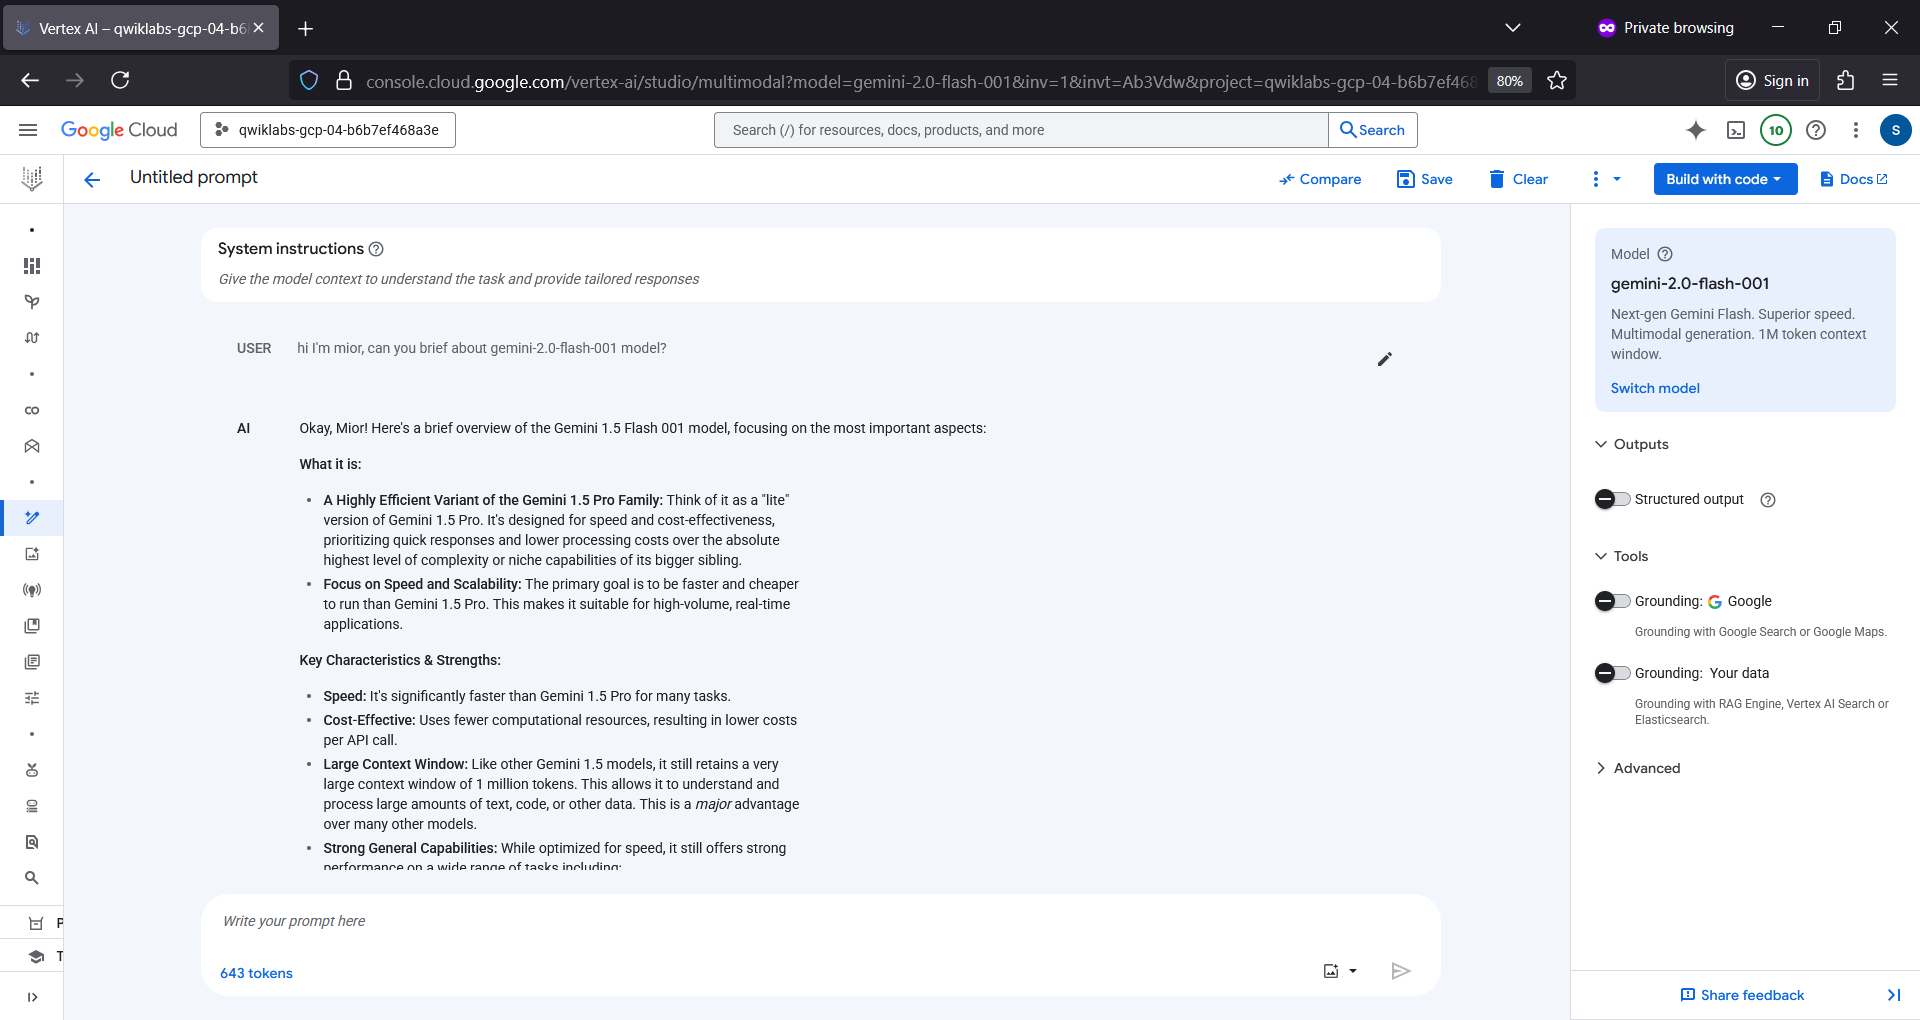 Vertex AI – qwiklabs-gcp-04-b6
Private browsing
console.cloud.google.com/vertex-ai/studio/multimodal?model=gemini-2.0-flash-001&inv=1&invt=Ab3Vdw&project=qwiklabs-gcp-04-b6b7ef468
80%
Sign in
Google Cloud
qwiklabs-gcp-04-b6b7ef468a3e
Search (/) for resources, docs, products, and more
Search
10
S
Untitled prompt
Compare
Save
Clear
Build with code
Docs
System instructions
Give the model context to understand the task and provide tailored responses
USER
hi I'm mior, can you brief about gemini-2.0-flash-001 model?
AI
Okay, Mior! Here's a brief overview of the Gemini 1.5 Flash 001 model, focusing on the most important aspects:
What it is:
• A Highly Efficient Variant of the Gemini 1.5 Pro Family: Think of it as a "lite"
version of Gemini 1.5 Pro. It's designed for speed and cost-effectiveness,
prioritizing quick responses and lower processing costs over the absolute
highest level of complexity or niche capabilities of its bigger sibling.
• Focus on Speed and Scalability: The primary goal is to be faster and cheaper
to run than Gemini 1.5 Pro. This makes it suitable for high-volume, real-time
applications.
Key Characteristics & Strengths:
• Speed: It's significantly faster than Gemini 1.5 Pro for many tasks.
• Cost-Effective: Uses fewer computational resources, resulting in lower costs
per API call.
• Large Context Window: Like other Gemini 1.5 models, it still retains a very
large context window of 1 million tokens. This allows it to understand and
process large amounts of text, code, or other data. This is a major advantage
over many other models.
• Strong General Capabilities: While optimized for speed, it still offers strong
performance on a wide range of tasks including:
Write your prompt here
643 tokens
P
T
Model
gemini-2.0-flash-001
Next-gen Gemini Flash. Superior speed.
Multimodal generation. 1M token context
window.
Switch model
Outputs
Structured output
Tools
Grounding: Google
Grounding with Google Search or Google Maps.
Grounding: Your data
Grounding with RAG Engine, Vertex AI Search or
Elasticsearch.
Advanced
Share feedback